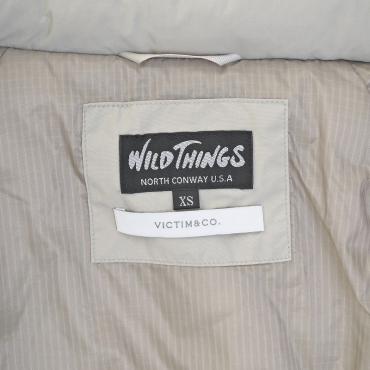 WILD THINGS
NORTH CONWAY U.S.A
XS
VICTIM&CO.